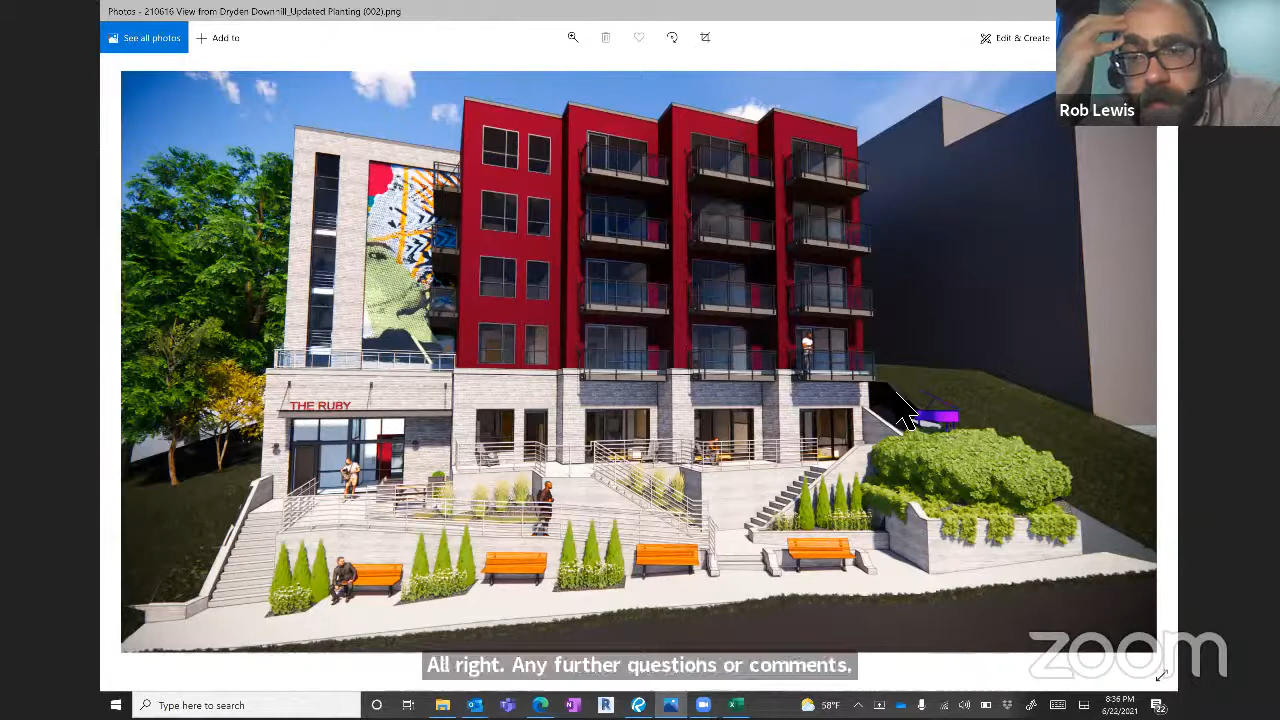 Photos - 210616 View from Dryden Downhill_Updated Planting (002).png
See all photos
Add to
Edit & Create
Rob Lewis
THE RUBY
zoom
All right. Any further questions or comments,
Type here to search
58°F
8:36 PM
6/22/2021
22